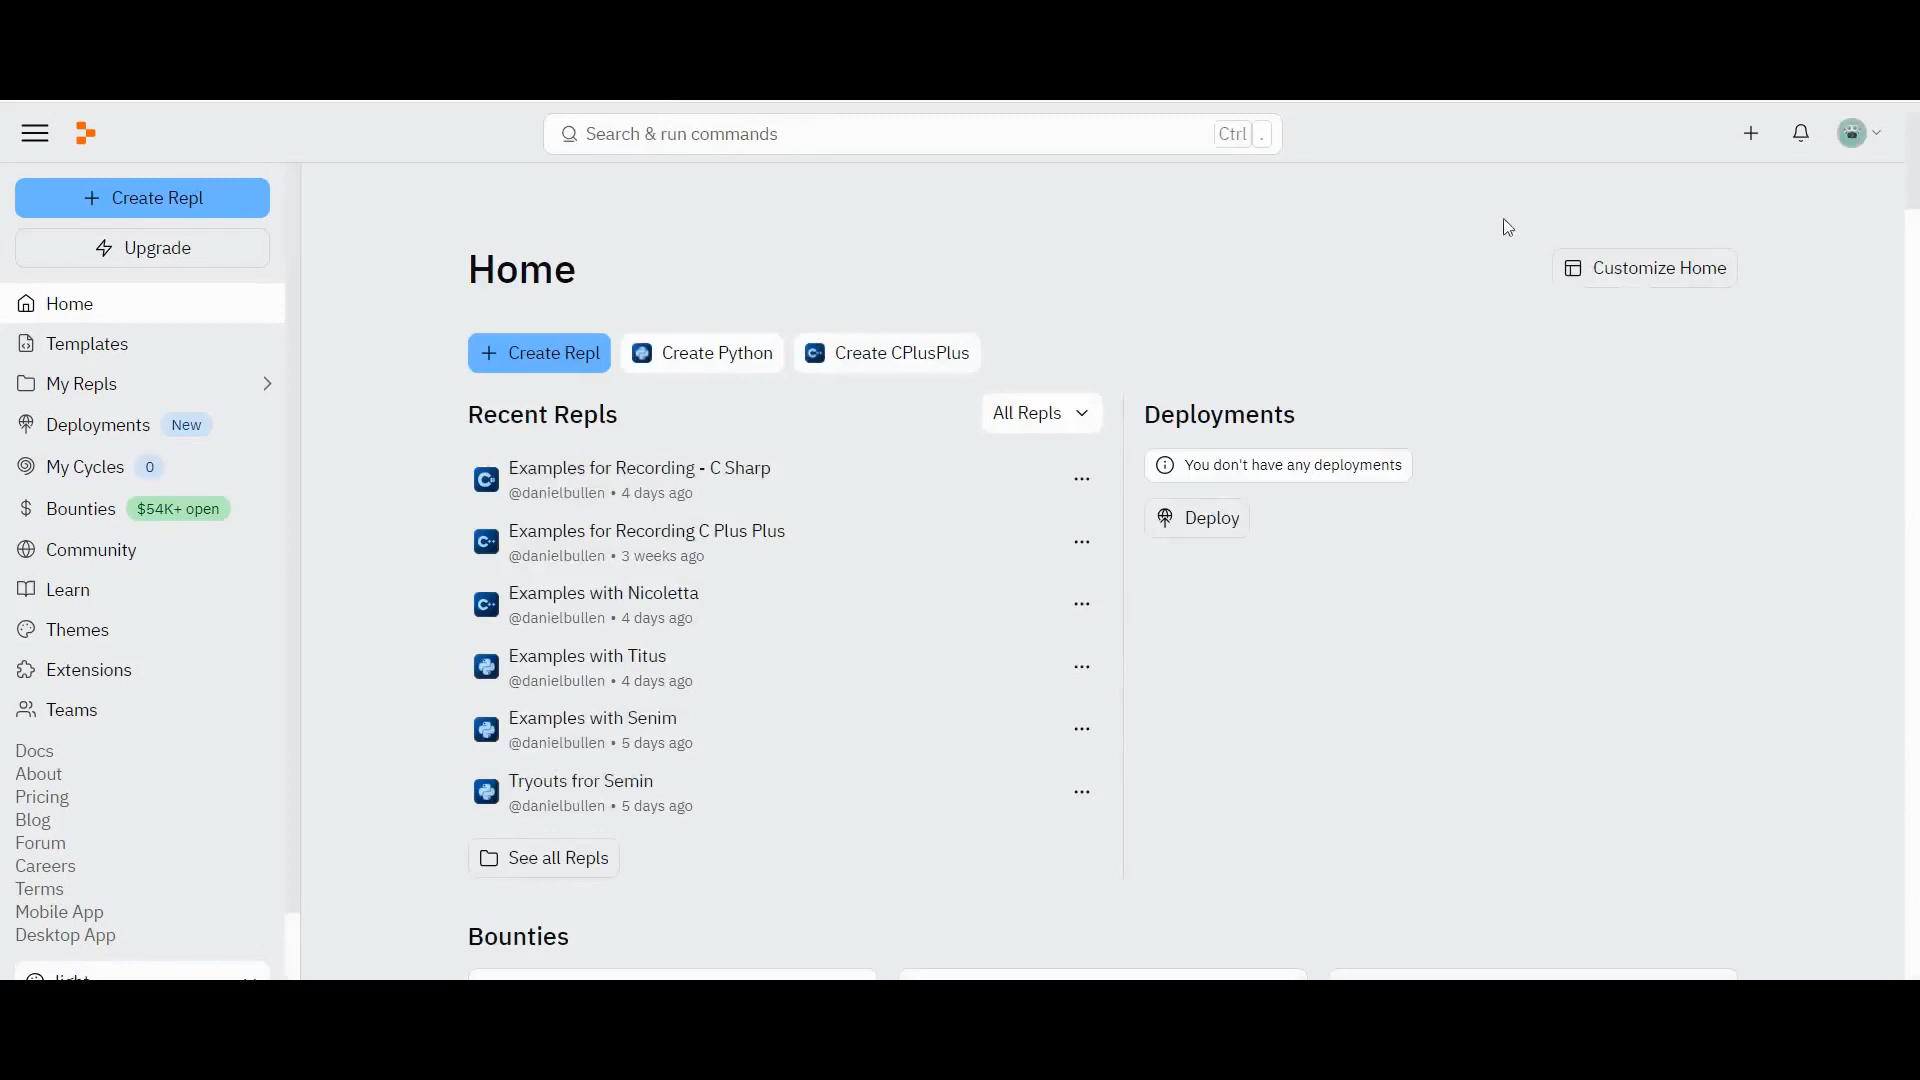 Search & run commands
Ctrl .
+ Create Repl
Upgrade
Home
Templates
My Repls
Deployments New
My Cycles 0
Bounties $54K+ open
Community
Learn
Themes
Extensions
Teams
Docs
About
Pricing
Blog
Forum
Careers
Terms
Mobile App
Desktop App
light
Home
Customize Home
+ Create Repl
Create Python
Create CPlusPlus
Recent Repls
All Repls
Examples for Recording - C Sharp
@danielbullen • 4 days ago
Examples for Recording C Plus Plus
@danielbullen • 3 weeks ago
Examples with Nicoletta
@danielbullen • 4 days ago
Examples with Titus
@danielbullen • 4 days ago
Examples with Senim
@danielbullen • 5 days ago
Tryouts fror Semin
@danielbullen • 5 days ago
See all Repls
Deployments
You don't have any deployments
Deploy
Bounties